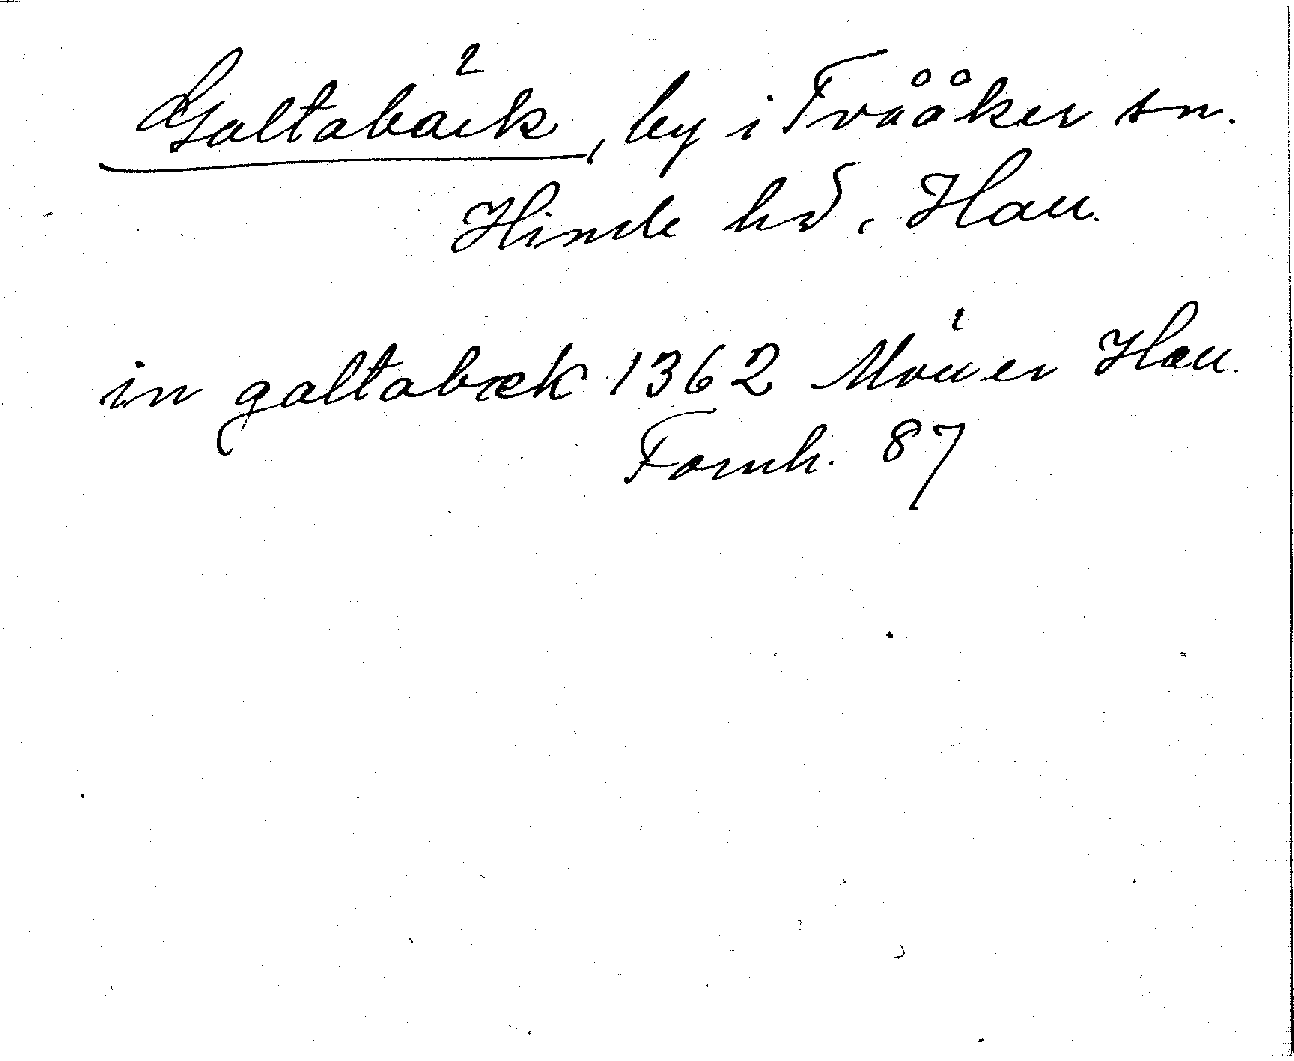 Galtabäck, by i Tvååker sn.
Himle hd, Hall.
in galtabæk 1362 Möller Hall.
Fornh. 87